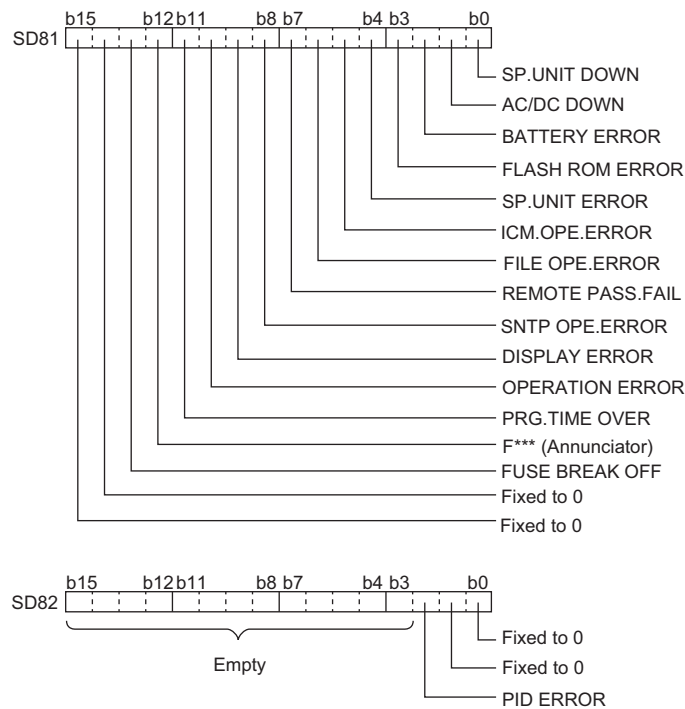 b15 b12 b11 b8 b7 b4 b3 b0
SD81
SP.UNIT DOWN
AC/DC DOWN
BATTERY ERROR
FLASH ROM ERROR
SP.UNIT ERROR
ICM.OPE.ERROR
FILE OPE.ERROR
REMOTE PASS.FAIL
SNTP OPE.ERROR
DISPLAY ERROR
OPERATION ERROR
PRG.TIME OVER
F*** (Annunciator)
FUSE BREAK OFF
Fixed to 0
Fixed to 0
b15 b12 b11 b8 b7 b4 b3 b0
SD82
Fixed to 0
Empty
Fixed to 0
PID ERROR